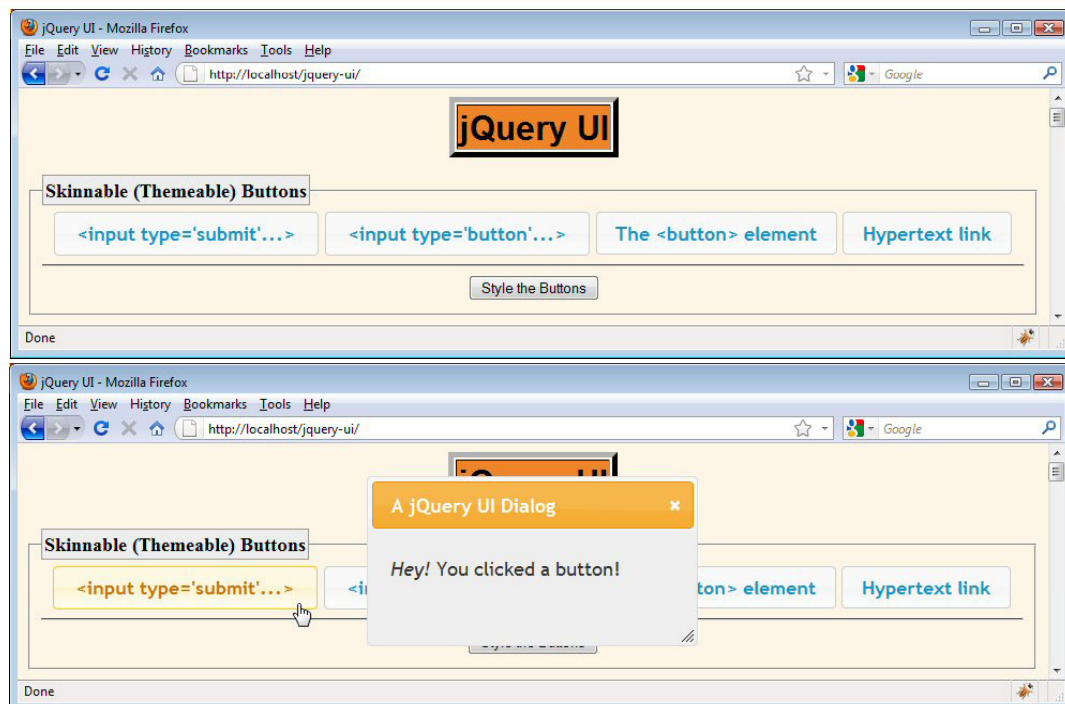 jQuery UI - Mozilla Firefox
File Edit View History Bookmarks Tools Help
http://localhost/jquery-ui/
Google
jQuery UI
Skinnable (Themeable) Buttons
<input type='submit'...>
<input type='button'...>
The <button> element
Hypertext link
Style the Buttons
Done
jQuery UI - Mozilla Firefox
File Edit View History Bookmarks Tools Help
http://localhost/jquery-ui/
Google
A jQuery UI Dialog
Hey! You clicked a button!
Skinnable (Themeable) Buttons
<input type='submit'...>
element
Hypertext link
Done